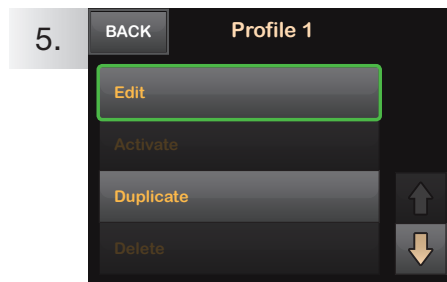 5.
BACK Profile 1
Edit
Activate
Duplicate
Delete